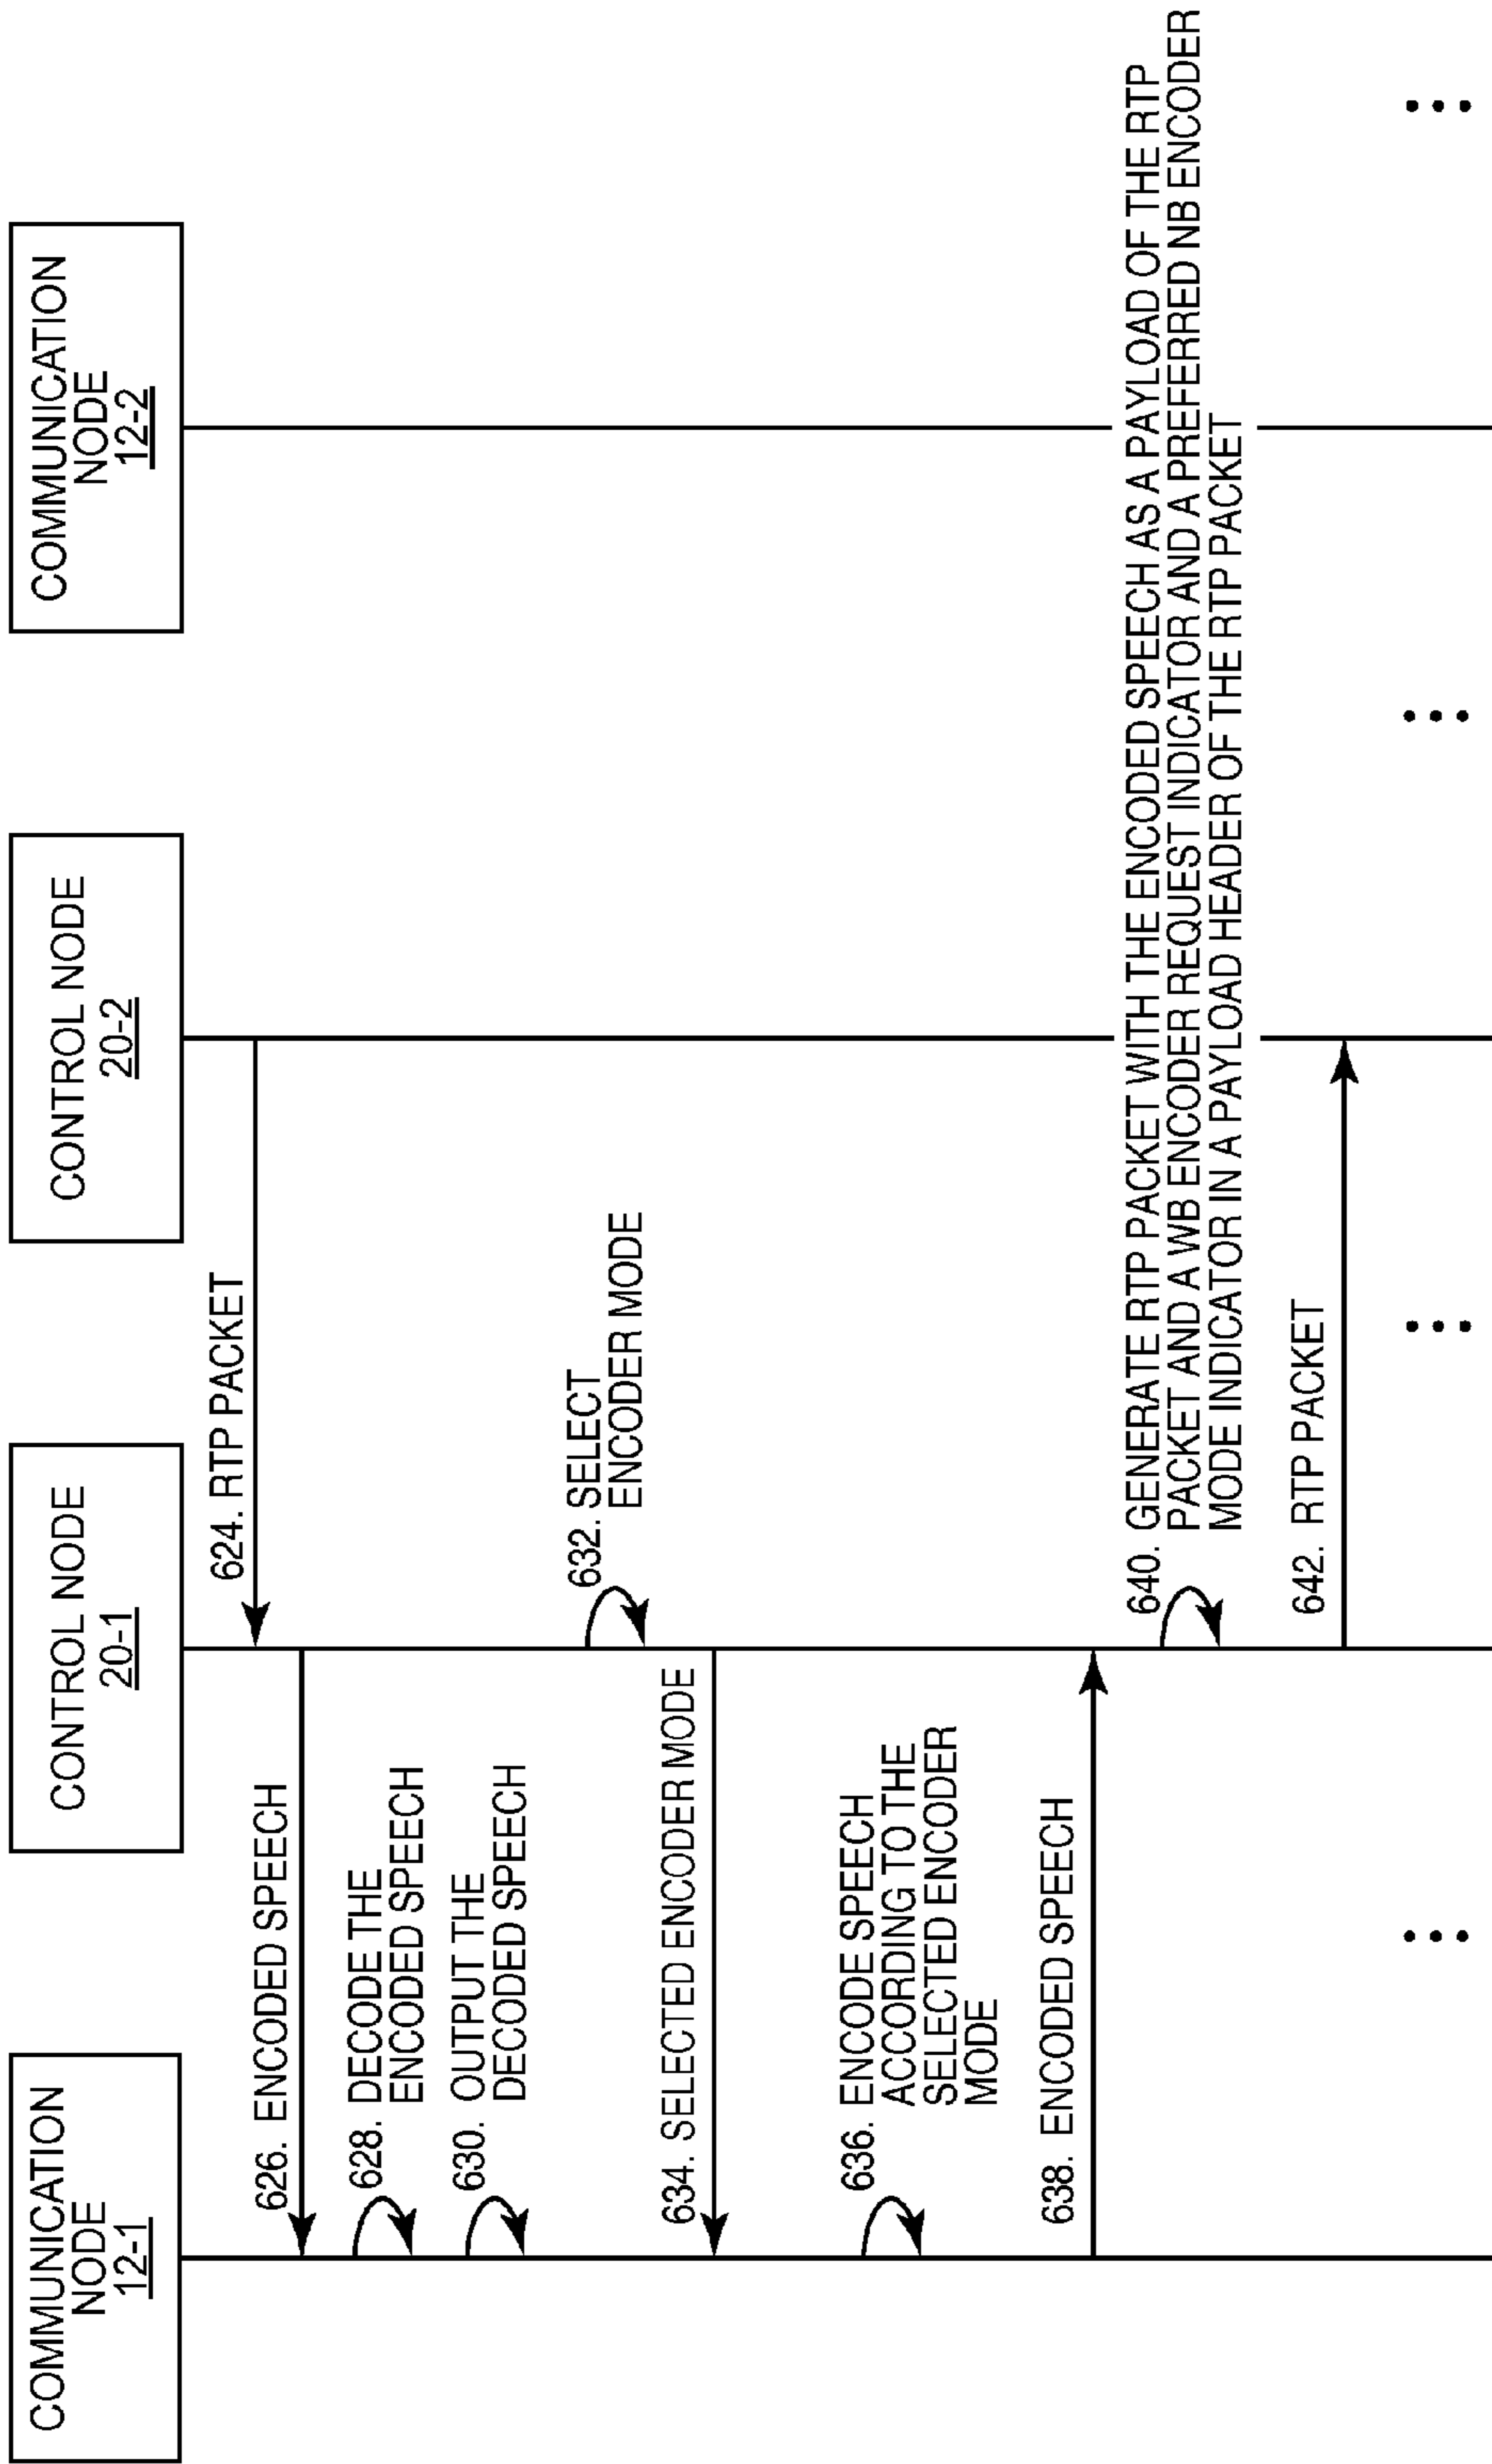 COMMUNICATION
NODE
12-1
CONTROL NODE
20-1
CONTROL NODE
20-2
COMMUNICATION
NODE
12-2
624. RTP PACKET
626. ENCODED SPEECH
628. DECODE THE
ENCODED SPEECH
630. OUTPUT THE
DECODED SPEECH
632. SELECT
ENCODER MODE
634. SELECTED ENCODER MODE
636. ENCODE SPEECH
ACCORDING TO THE
SELECTED ENCODER
MODE
638. ENCODED SPEECH
640. GENERATE RTP PACKET WITH THE ENCODED SPEECH AS A PAYLOAD OF THE RTP
PACKET AND A WB ENCODER REQUEST INDICATOR AND A PREFERRED NB ENCODER
MODE INDICATOR IN A PAYLOAD HEADER OF THE RTP PACKET
642. RTP PACKET